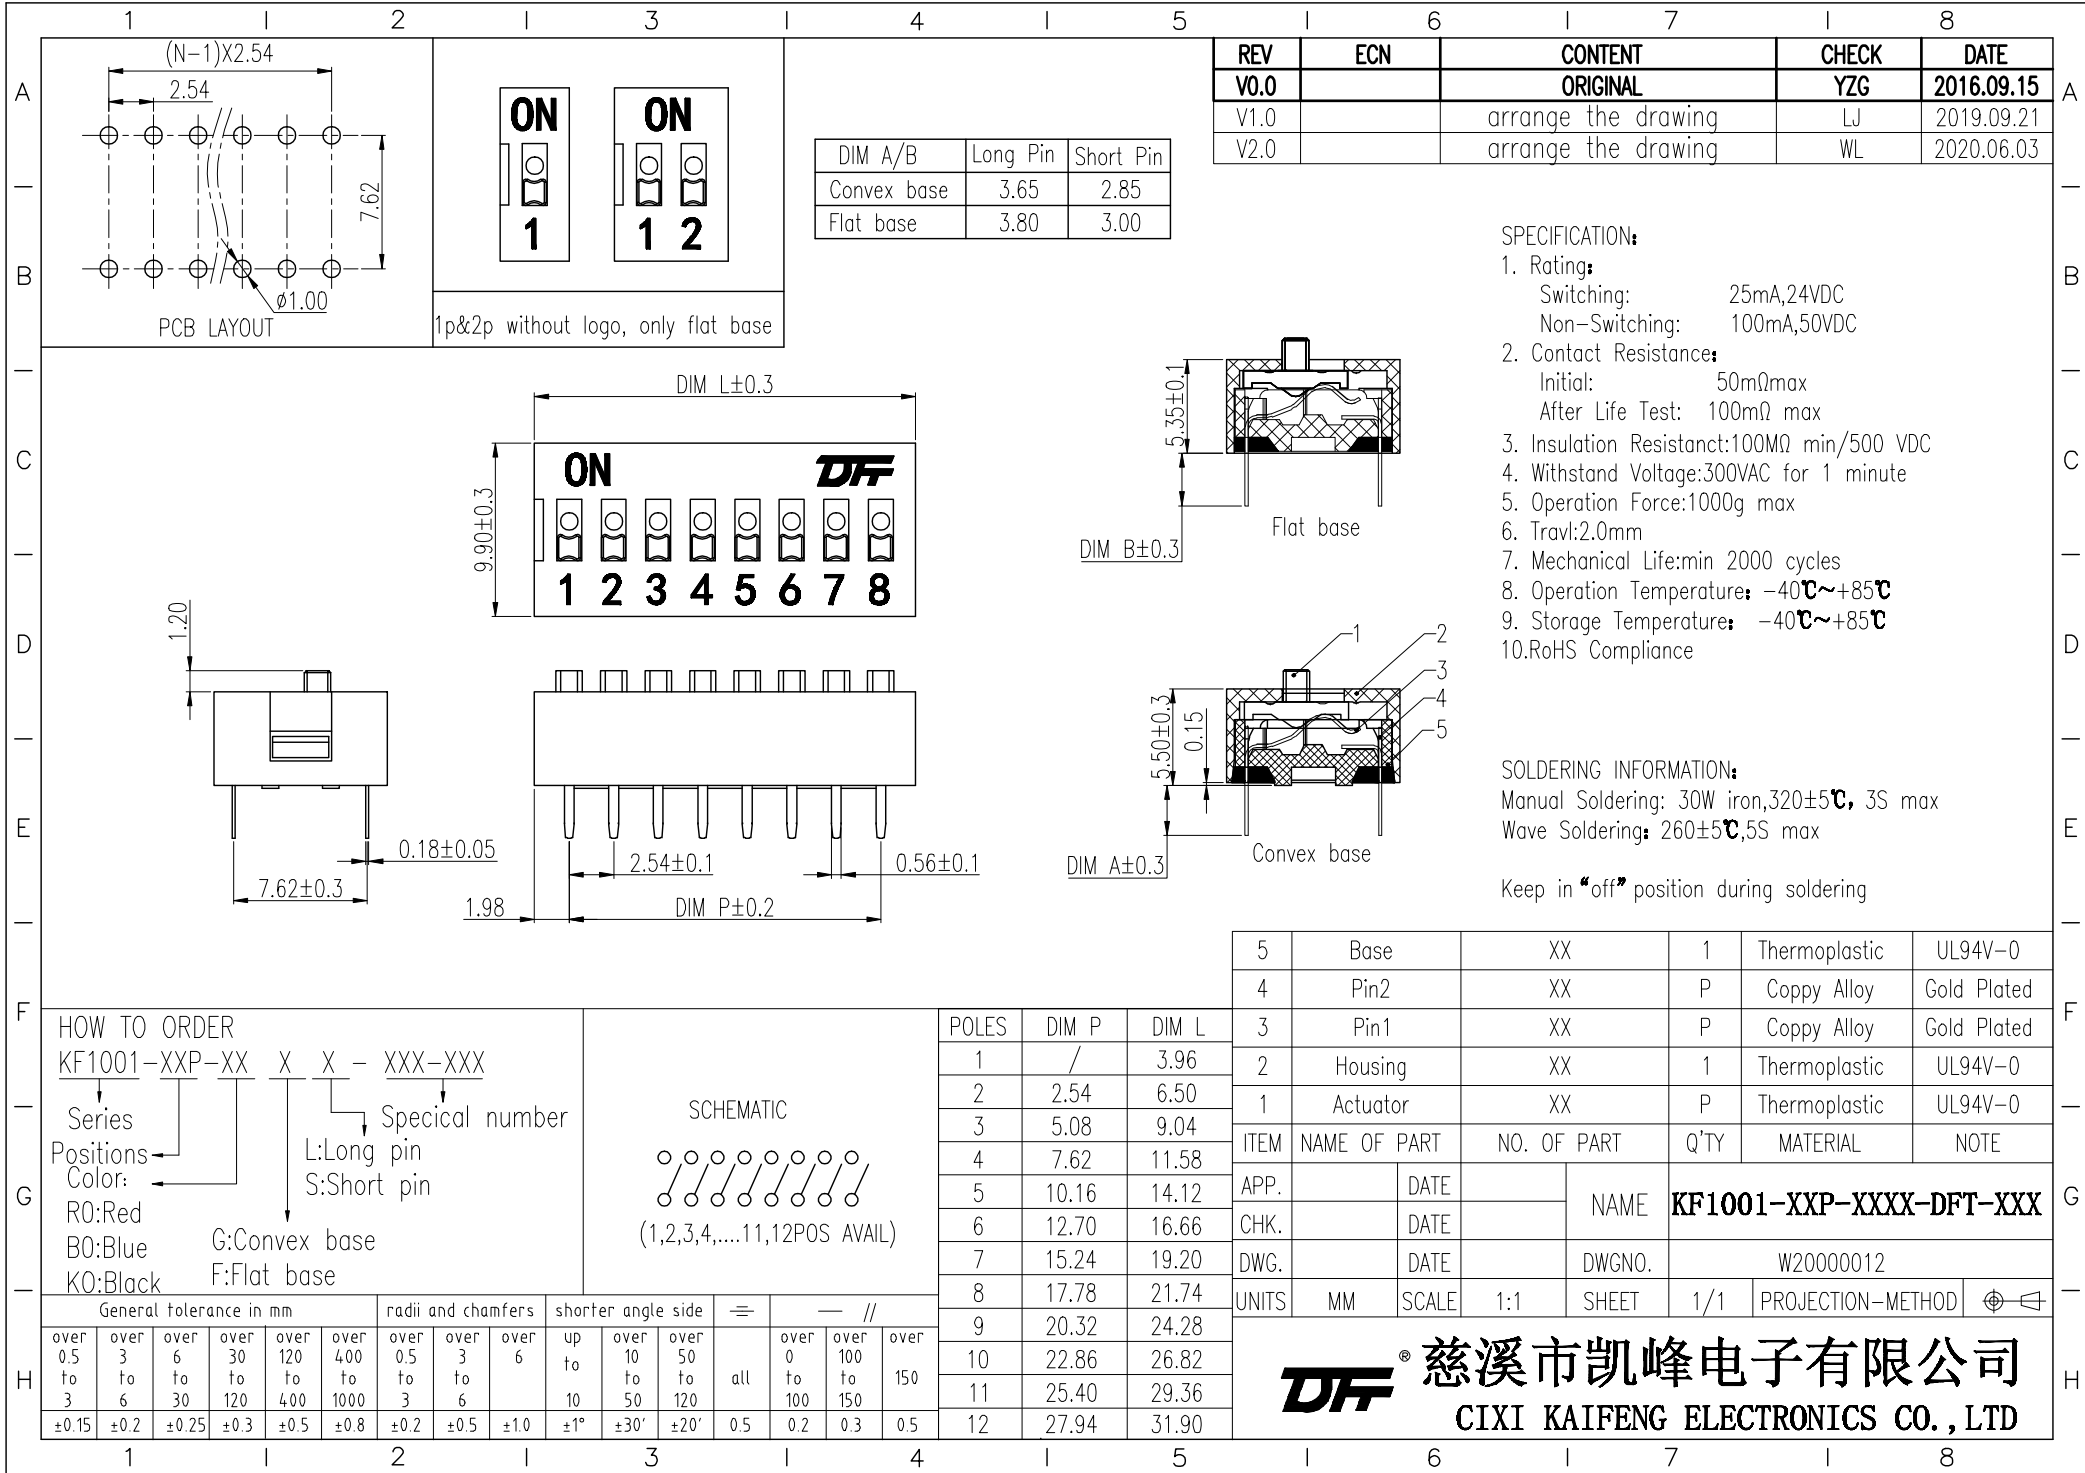 1 2 3 4 5 6 7 8
A B C D E F G H
(N-1)X2.54
2.54
7.62
ø1.00
PCB LAYOUT
ON
1
ON
1 2
1p&2p without logo, only flat base
DIM A/B Long Pin Short Pin
Convex base 3.65 2.85
Flat base 3.80 3.00
REV ECN CONTENT CHECK DATE
V0.0 ORIGINAL YZG 2016.09.15
V1.0 arrange the drawing LJ 2019.09.21
V2.0 arrange the drawing WL 2020.06.03
SPECIFICATION:
1. Rating:
Switching: 25mA,24VDC
Non-Switching: 100mA,50VDC
2. Contact Resistance:
Initial: 50mΩmax
After Life Test: 100mΩ max
3. Insulation Resistanct:100MΩ min/500 VDC
4. Withstand Voltage:300VAC for 1 minute
5. Operation Force:1000g max
6. Travl:2.0mm
7. Mechanical Life:min 2000 cycles
8. Operation Temperature: -40℃~+85℃
9. Storage Temperature: -40℃~+85℃
10.RoHS Compliance
SOLDERING INFORMATION:
Manual Soldering: 30W iron,320±5℃, 3S max
Wave Soldering: 260±5℃,5S max
Keep in "off" position during soldering
DIM L±0.3
9.90±0.3
ON DFT
1 2 3 4 5 6 7 8
5.35±0.1
DIM B±0.3
Flat base
1.20
0.18±0.05
7.62±0.3
2.54±0.1
0.56±0.1
1.98
DIM P±0.2
1
2
3
4
5
5.50±0.3
0.15
DIM A±0.3
Convex base
5 Base XX 1 Thermoplastic UL94V-0
4 Pin2 XX P Coppy Alloy Gold Plated
3 Pin1 XX P Coppy Alloy Gold Plated
2 Housing XX 1 Thermoplastic UL94V-0
1 Actuator XX P Thermoplastic UL94V-0
ITEM NAME OF PART NO. OF PART Q'TY MATERIAL NOTE
APP. DATE
CHK. DATE
NAME KF1001-XXP-XXXX-DFT-XXX
DWG. DATE DWGNO. W20000012
UNITS MM SCALE 1:1 SHEET 1/1 PROJECTION-METHOD
DFT ® 慈溪市凯峰电子有限公司
CIXI KAIFENG ELECTRONICS CO.,LTD
HOW TO ORDER
KF1001-XXP-XX X X - XXX-XXX
Series
Specical number
Positions
L:Long pin
S:Short pin
Color:
RO:Red
BO:Blue
KO:Black
G:Convex base
F:Flat base
SCHEMATIC
(1,2,3,4,....11,12POS AVAIL)
POLES DIM P DIM L
1 / 3.96
2 2.54 6.50
3 5.08 9.04
4 7.62 11.58
5 10.16 14.12
6 12.70 16.66
7 15.24 19.20
8 17.78 21.74
9 20.32 24.28
10 22.86 26.82
11 25.40 29.36
12 27.94 31.90
General tolerance in mm radii and chamfers shorter angle side ⌯ — //
over over over over over over over over over up over over over over over
0.5 3 6 30 120 400 0.5 3 6 to 10 50 all 0 100 150
to to to to to to to to to to to to
3 6 30 120 400 1000 3 6 10 50 120 100 150
±0.15 ±0.2 ±0.25 ±0.3 ±0.5 ±0.8 ±0.2 ±0.5 ±1.0 ±1° ±30′ ±20′ 0.5 0.2 0.3 0.5
1 2 3 4 5 6 7 8
A B C D E F G H